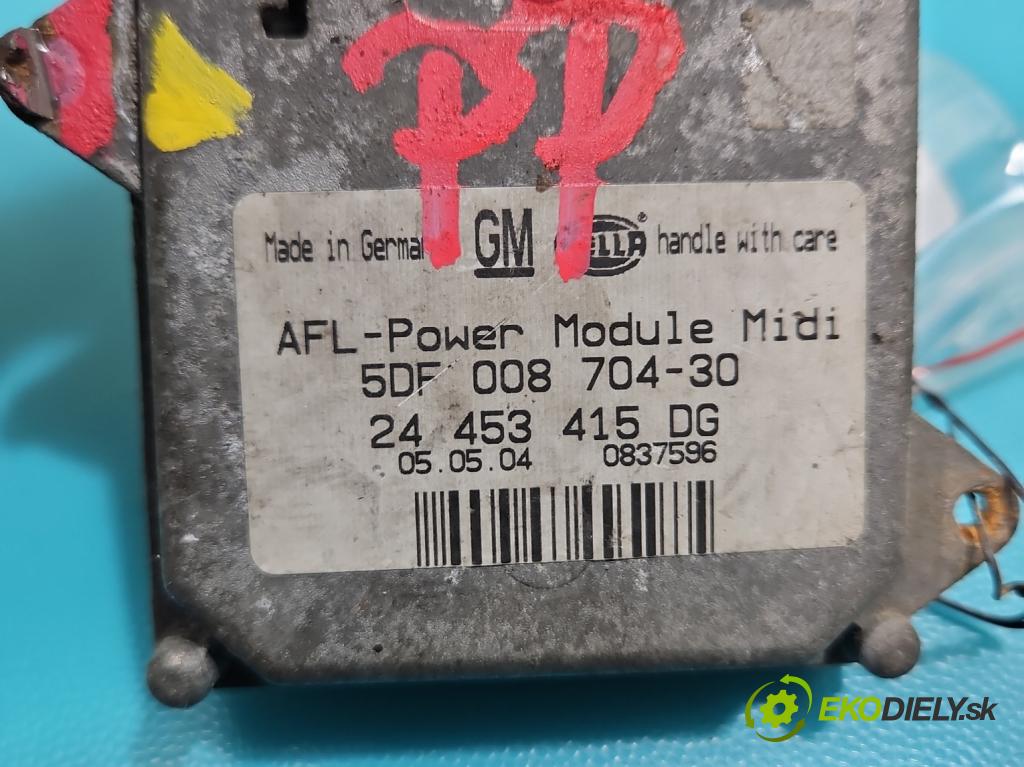 PP
Made in German
GM
HELLA® handle with care
AFL-Power Module Midi
5DF 008 704-30
24 453 415 DG
05.05.04 0837596
EKODIELY.sk